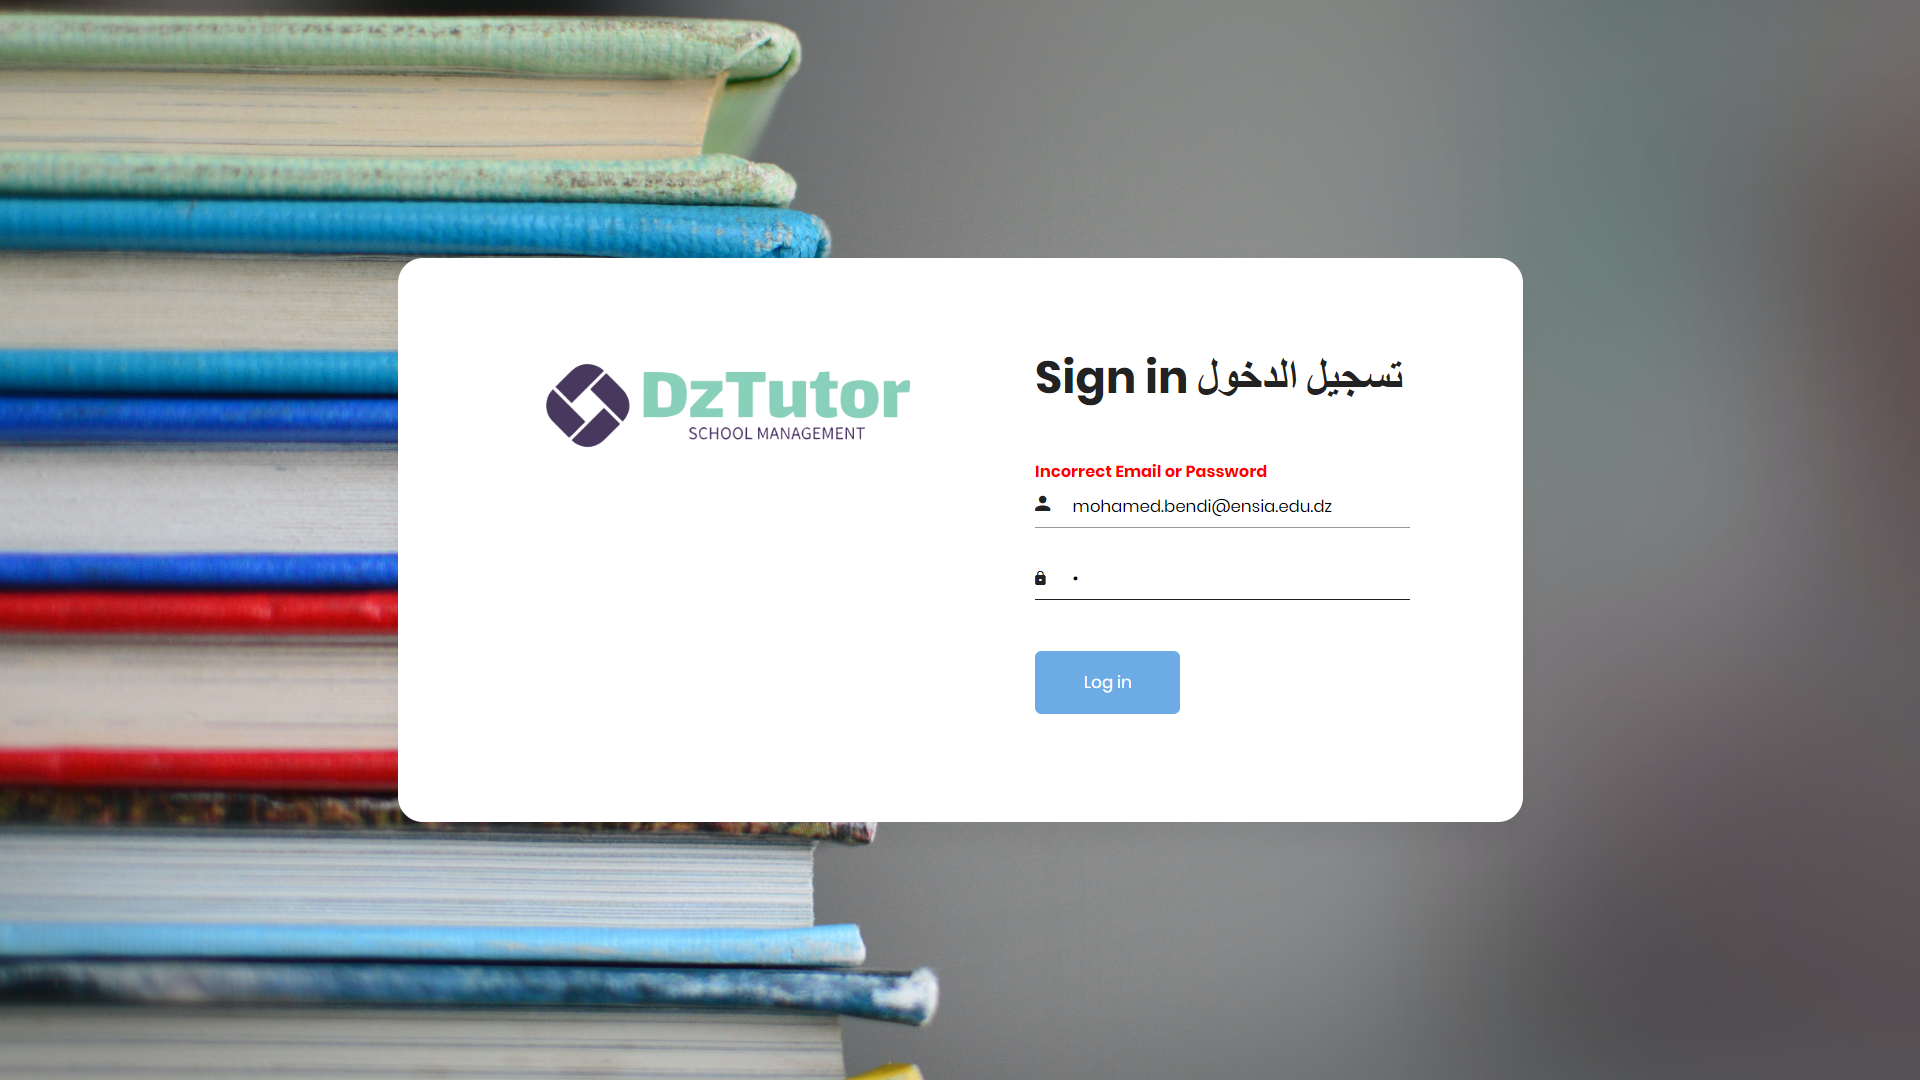 DzTutor
SCHOOL MANAGEMENT
Sign in تسجيل الدخول
Incorrect Email or Password
mohamed.bendi@ensia.edu.dz
•
Log in